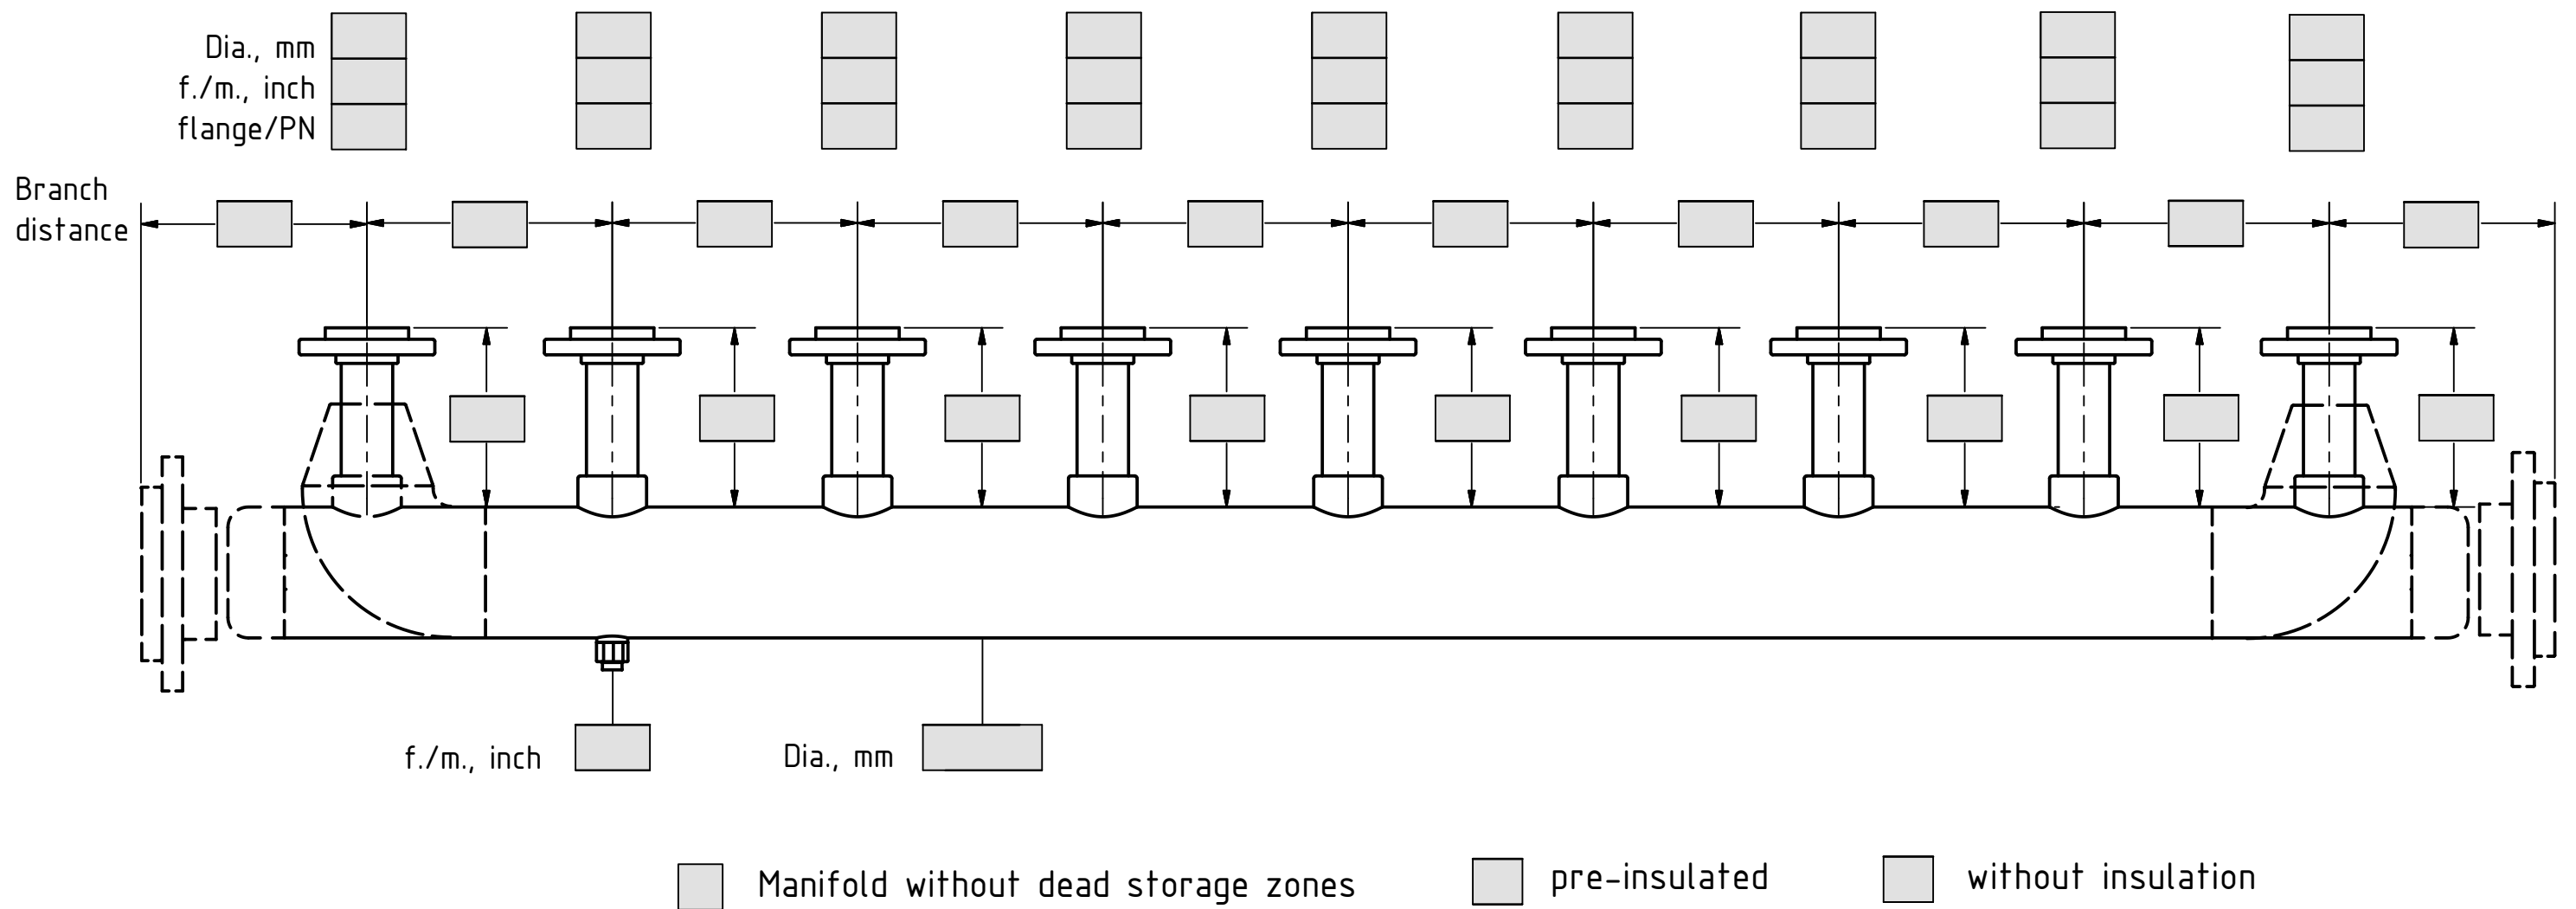 Dia., mm
f./m., inch
flange/PN
Branch
distance
f./m., inch
Dia., mm
Manifold without dead storage zones
pre-insulated
without insulation